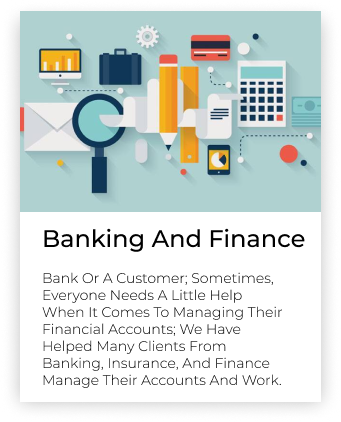 Banking And Finance
Bank Or A Customer; Sometimes,
Everyone Needs A Little Help
When It Comes To Managing Their
Financial Accounts; We Have
Helped Many Clients From
Banking, Insurance, And Finance
Manage Their Accounts And Work.